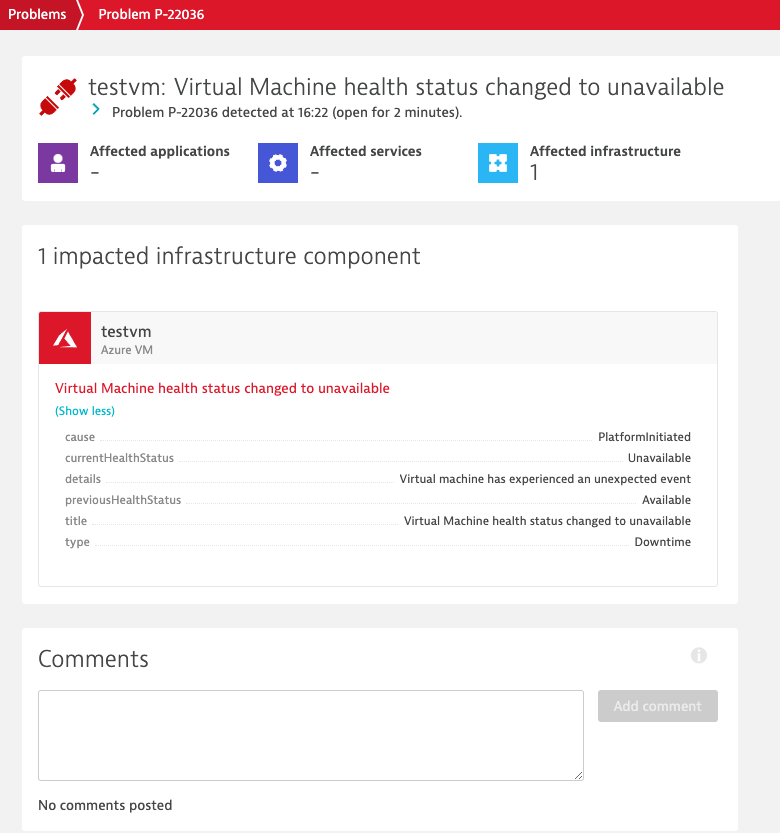 Problems Problem P-22036
testvm: Virtual Machine health status changed to unavailable
Problem P-22036 detected at 16:22 (open for 2 minutes).
Affected applications
-
Affected services
-
Affected infrastructure
1
1 impacted infrastructure component
testvm
Azure VM
Virtual Machine health status changed to unavailable
(Show less)
cause PlatformInitiated
currentHealthStatus Unavailable
details Virtual machine has experienced an unexpected event
previousHealthStatus Available
title Virtual Machine health status changed to unavailable
type Downtime
Comments
Add comment
No comments posted